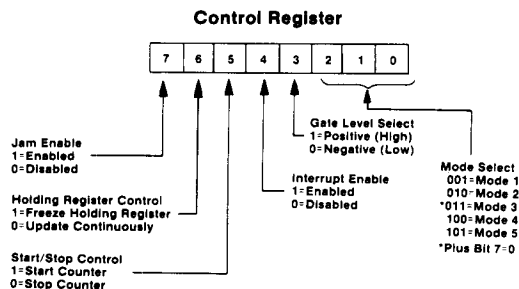 Control Register
7 6 5 4 3 2 1 0
Gate Level Select
1=Positive (High)
0=Negative (Low)
Jam Enable
1=Enabled
0=Disabled
Mode Select
001=Mode 1
010=Mode 2
*011=Mode 3
100=Mode 4
101=Mode 5
*Plus Bit 7=0
Interrupt Enable
1=Enabled
0=Disabled
Holding Register Control
1=Freeze Holding Register
0=Update Continuously
Start/Stop Control
1=Start Counter
0=Stop Counter